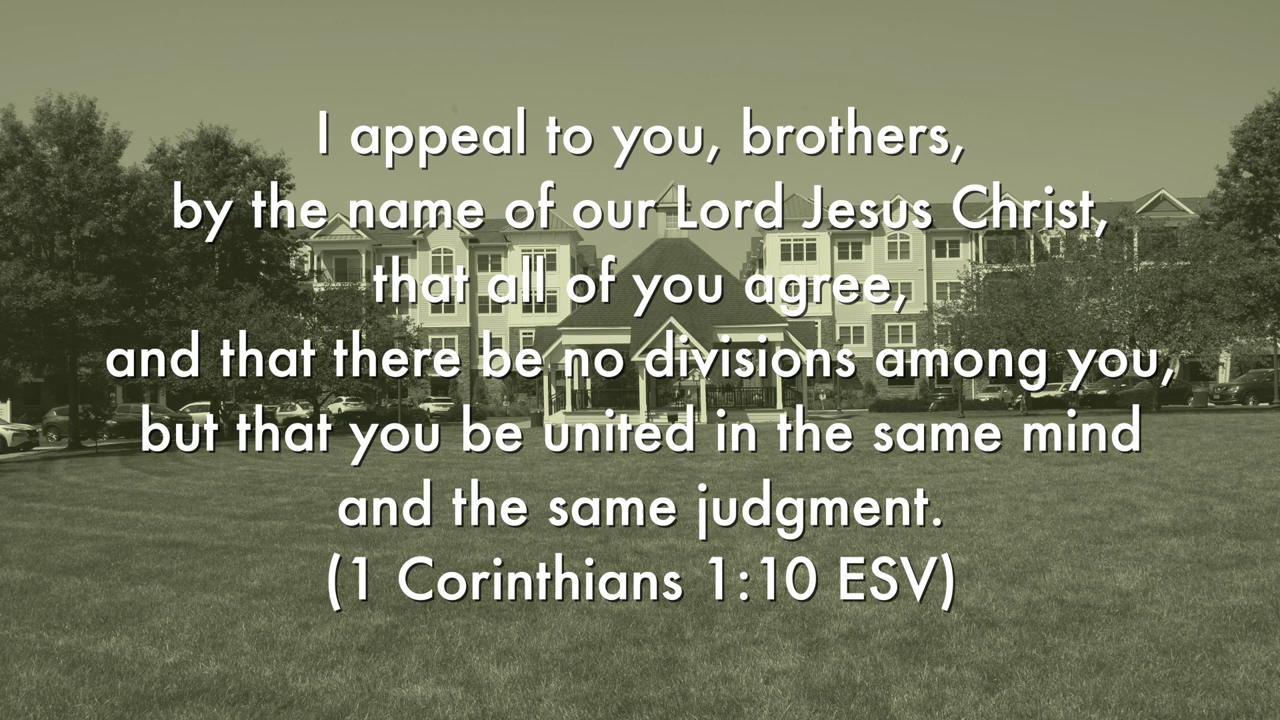 I appeal to you, brothers,
by the name of our Lord Jesus Christ,
that all of you agree,
and that there be no divisions among you,
but that you be united in the same mind
and the same judgment.
(1 Corinthians 1:10 ESV)